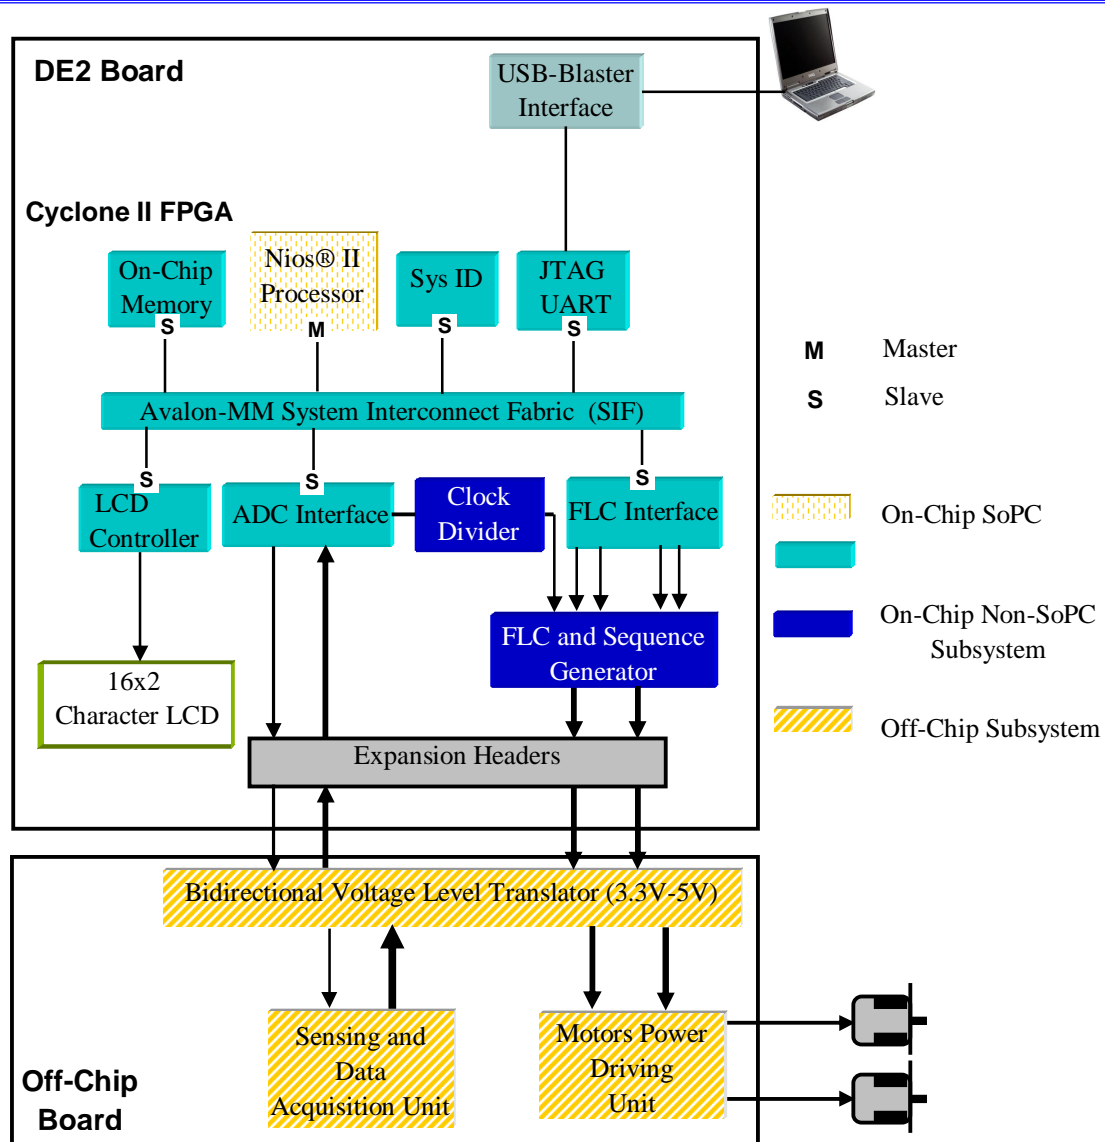 DE2 Board
USB-Blaster
Interface
Cyclone II FPGA
On-Chip
Memory
S
Nios® II
Processor
M
Sys ID
S
JTAG
UART
S
M Master
S Slave
Avalon-MM System Interconnect Fabric (SIF)
S
LCD
Controller
S
ADC Interface
Clock
Divider
S
FLC Interface
On-Chip SoPC
FLC and Sequence
Generator
On-Chip Non-SoPC
Subsystem
16x2
Character LCD
Off-Chip Subsystem
Expansion Headers
Bidirectional Voltage Level Translator (3.3V-5V)
Sensing and
Data
Acquisition Unit
Motors Power
Driving
Unit
Off-Chip
Board